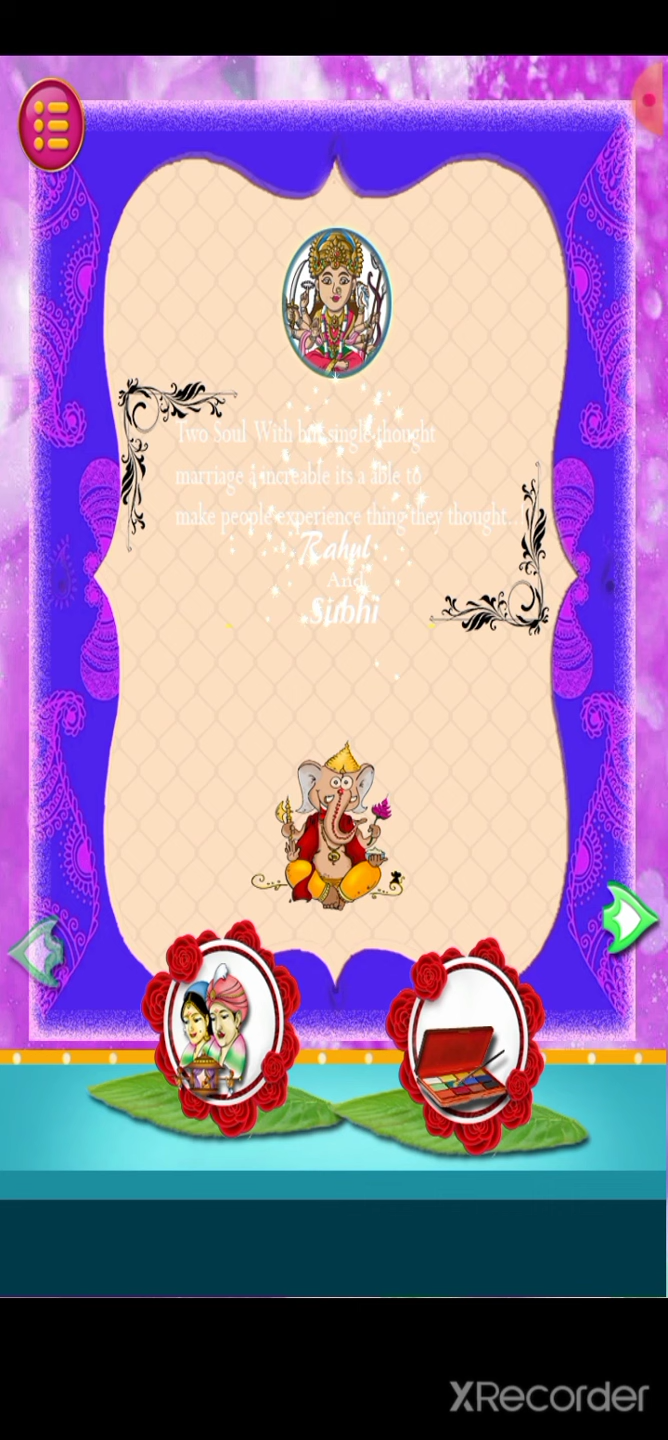 Two Soul With but single thought
marriage a increable its a able to
make people experience thing they thought...
Rahul
And
Surbhi
XRecorder